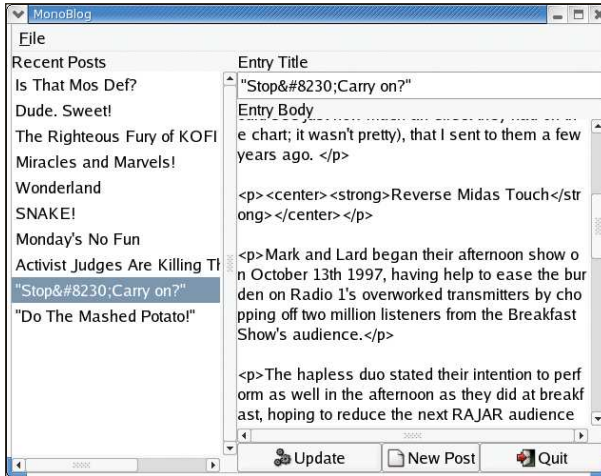 MonoBlog
File
Recent Posts
Is That Mos Def?
Dude. Sweet!
The Righteous Fury of KOFI
Miracles and Marvels!
Wonderland
SNAKE!
Monday's No Fun
Activist Judges Are Killing Th
"Stop&#8230;Carry on?"
"Do The Mashed Potato!"
Entry Title
"Stop&#8230;Carry on?"
Entry Body
e chart; it wasn't pretty), that I sent to them a few
years ago. </p>
<p><center><strong>Reverse Midas Touch</str
ong></center></p>
<p>Mark and Lard began their afternoon show o
n October 13th 1997, having help to ease the bur
den on Radio 1's overworked transmitters by cho
pping off two million listeners from the Breakfast
Show's audience.</p>
<p>The hapless duo stated their intention to perf
orm as well in the afternoon as they did at breakf
ast, hoping to reduce the next RAJAR audience
Update
New Post
Quit